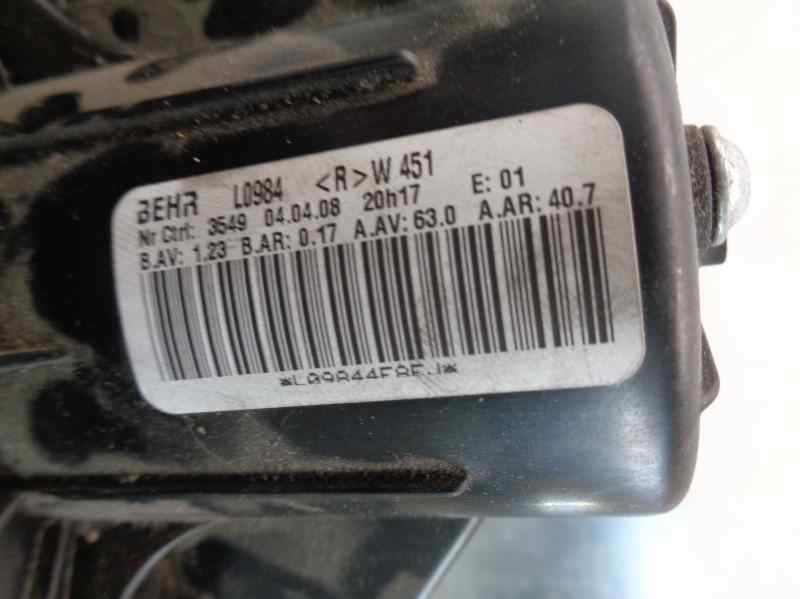 BEHR L0984 <R>W 451
Nr Ctrl: 3549 04.04.08 20h17 E: 01
B.AV: 1.23 B.AR: 0.17 A.AV: 63.0 A.AR: 40.7
*L09844F8FJ*